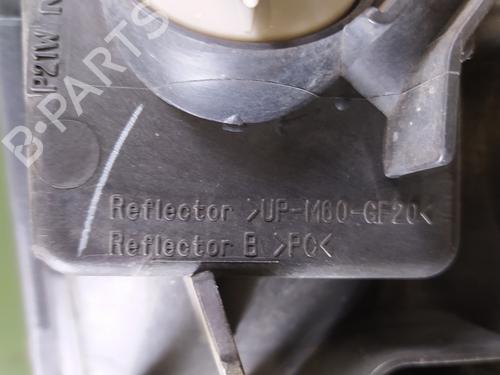 P21W
Reflector >UP-M60-GF20<
Reflector B >PC<
B-PARTS